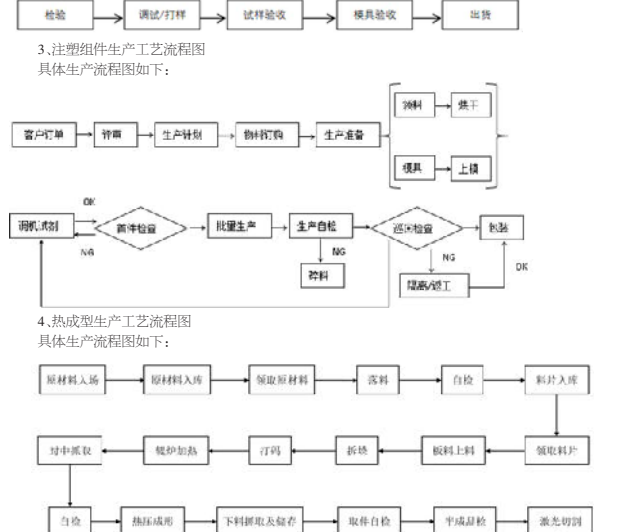 检验 调试/打样 试样验收 模具验收 出货
3、注塑组件生产工艺流程图
具体生产流程图如下：
领料 烘干
客户订单 评审 生产计划 物料订购 生产准备
模具 上模
OK
调机试制 首件检查 批量生产 生产自检 巡回检查 包装
NG NG NG OK
碎料 隔离/返工
4、热成型生产工艺流程图
具体生产流程图如下：
原材料入场 原材料入库 领取原材料 落料 自检 料片入库
对中抓取 辊炉加热 打码 拆垛 板料上料 领取料片
自检 热压成形 下料抓取及储存 取件自检 半成品检 激光切割